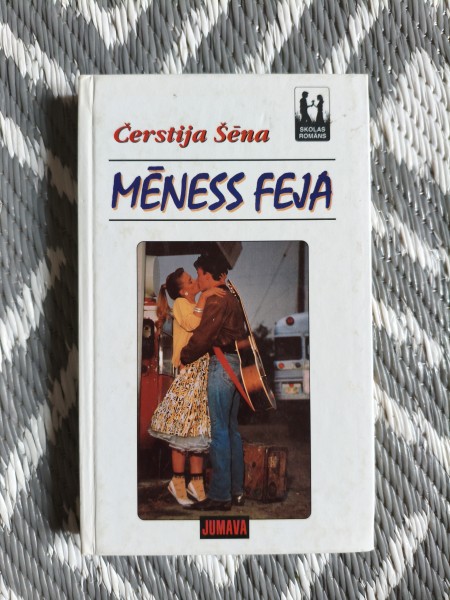 Čerstija Šēna
SKOLAS
ROMĀNS
MĒNESS FEJA
JUMAVA